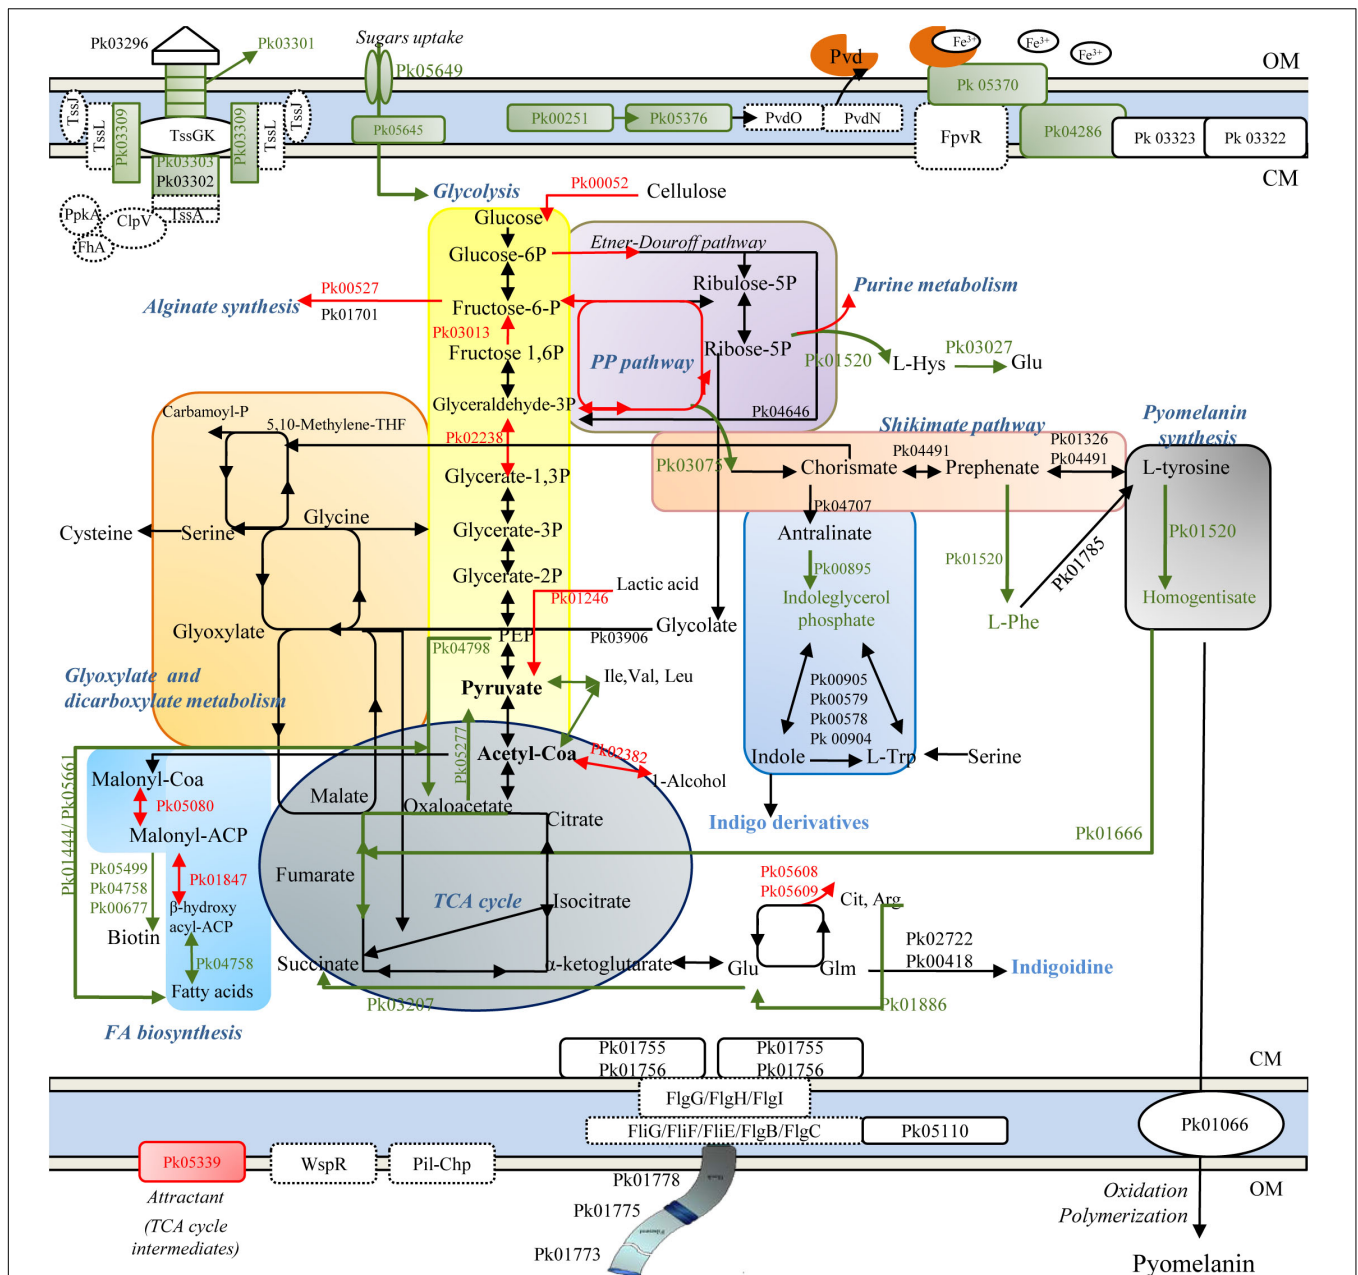 Pk03296
Pk03301
Sugars uptake
Pk05649
Pvd
Fe3+
Fe3+
Fe3+
OM
TssJ
TssL
Pk03309
TssGK
Pk03309
TssL
TssJ
Pk05645
Pk00251
Pk05376
PvdO
PvdN
Pk 05370
FpvR
Pk04286
Pk 03323
Pk 03322
Pk03303
Pk03302
TssA
CM
PpkA
ClpV
FhA
Glycolysis
Pk00052
Cellulose
Glucose
Etner-Douroff pathway
Glucose-6P
Ribulose-5P
Purine metabolism
Alginate synthesis
Pk00527
Pk01701
Fructose-6-P
Pk03013
Fructose 1,6P
PP pathway
Ribose-5P
Pk01520
L-Hys
Pk03027
Glu
Carbamoyl-P
5,10-Methylene-THF
Glyceraldehyde-3P
Pk04646
Shikimate pathway
Pyomelanin
synthesis
Pk02238
Pk03075
Chorismate
Pk04491
Prephenate
Pk01326
Pk04491
L-tyrosine
Glycerate-1,3P
Pk04707
Glycine
Cysteine
Serine
Glycerate-3P
Antralinate
Pk01520
Pk01520
Pk01785
Pk00895
Glycerate-2P
Lactic acid
Pk01246
Indoleglycerol
phosphate
L-Phe
Homogentisate
Glyoxylate
PEP
Pk03906
Glycolate
Pk04798
Glyoxylate and
dicarboxylate metabolism
Pyruvate
Ile,Val, Leu
Pk00905
Pk00579
Pk00578
Pk 00904
Pk05277
Acetyl-Coa
Pk02382
1-Alcohol
Indole
L-Trp
Serine
Pk01444/ Pk05661
Malonyl-Coa
Pk05080
Malonyl-ACP
Malate
Oxaloacetate
Citrate
Indigo derivatives
Pk01666
Pk05499
Pk04758
Pk00677
Pk01847
β-hydroxy
acyl-ACP
Biotin
Fumarate
TCA cycle
Isocitrate
Pk05608
Pk05609
Cit, Arg
Pk04758
Fatty acids
Succinate
α-ketoglutarate
Glu
Glm
Pk02722
Pk00418
Indigoidine
Pk03207
Pk01886
FA biosynthesis
Pk01755
Pk01756
Pk01755
Pk01756
CM
FlgG/FlgH/FlgI
FliG/FliF/FliE/FlgB/FlgC
Pk05110
Pk01066
Pk05339
WspR
Pil-Chp
Pk01778
OM
Attractant
(TCA cycle
intermediates)
Pk01775
Pk01773
Oxidation
Polymerization
Pyomelanin